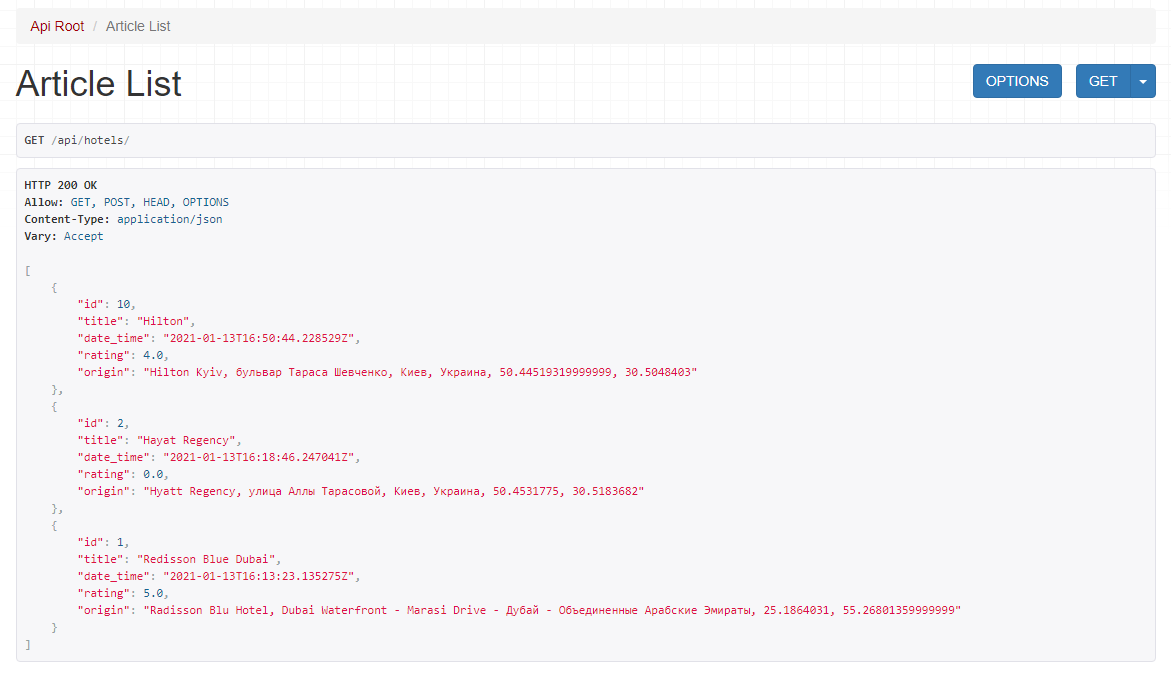 Api Root / Article List
Article List
OPTIONS
GET
GET /api/hotels/
HTTP 200 OK
Allow: GET, POST, HEAD, OPTIONS
Content-Type: application/json
Vary: Accept
[
    {
        "id": 10,
        "title": "Hilton",
        "date_time": "2021-01-13T16:50:44.228529Z",
        "rating": 4.0,
        "origin": "Hilton Kyiv, бульвар Тараса Шевченко, Киев, Украина, 50.44519319999999, 30.5048403"
    },
    {
        "id": 2,
        "title": "Hayat Regency",
        "date_time": "2021-01-13T16:18:46.247041Z",
        "rating": 0.0,
        "origin": "Hyatt Regency, улица Аллы Тарасовой, Киев, Украина, 50.4531775, 30.5183682"
    },
    {
        "id": 1,
        "title": "Redisson Blue Dubai",
        "date_time": "2021-01-13T16:13:23.135275Z",
        "rating": 5.0,
        "origin": "Radisson Blu Hotel, Dubai Waterfront - Marasi Drive - Дубай - Объединенные Арабские Эмираты, 25.1864031, 55.26801359999999"
    }
]